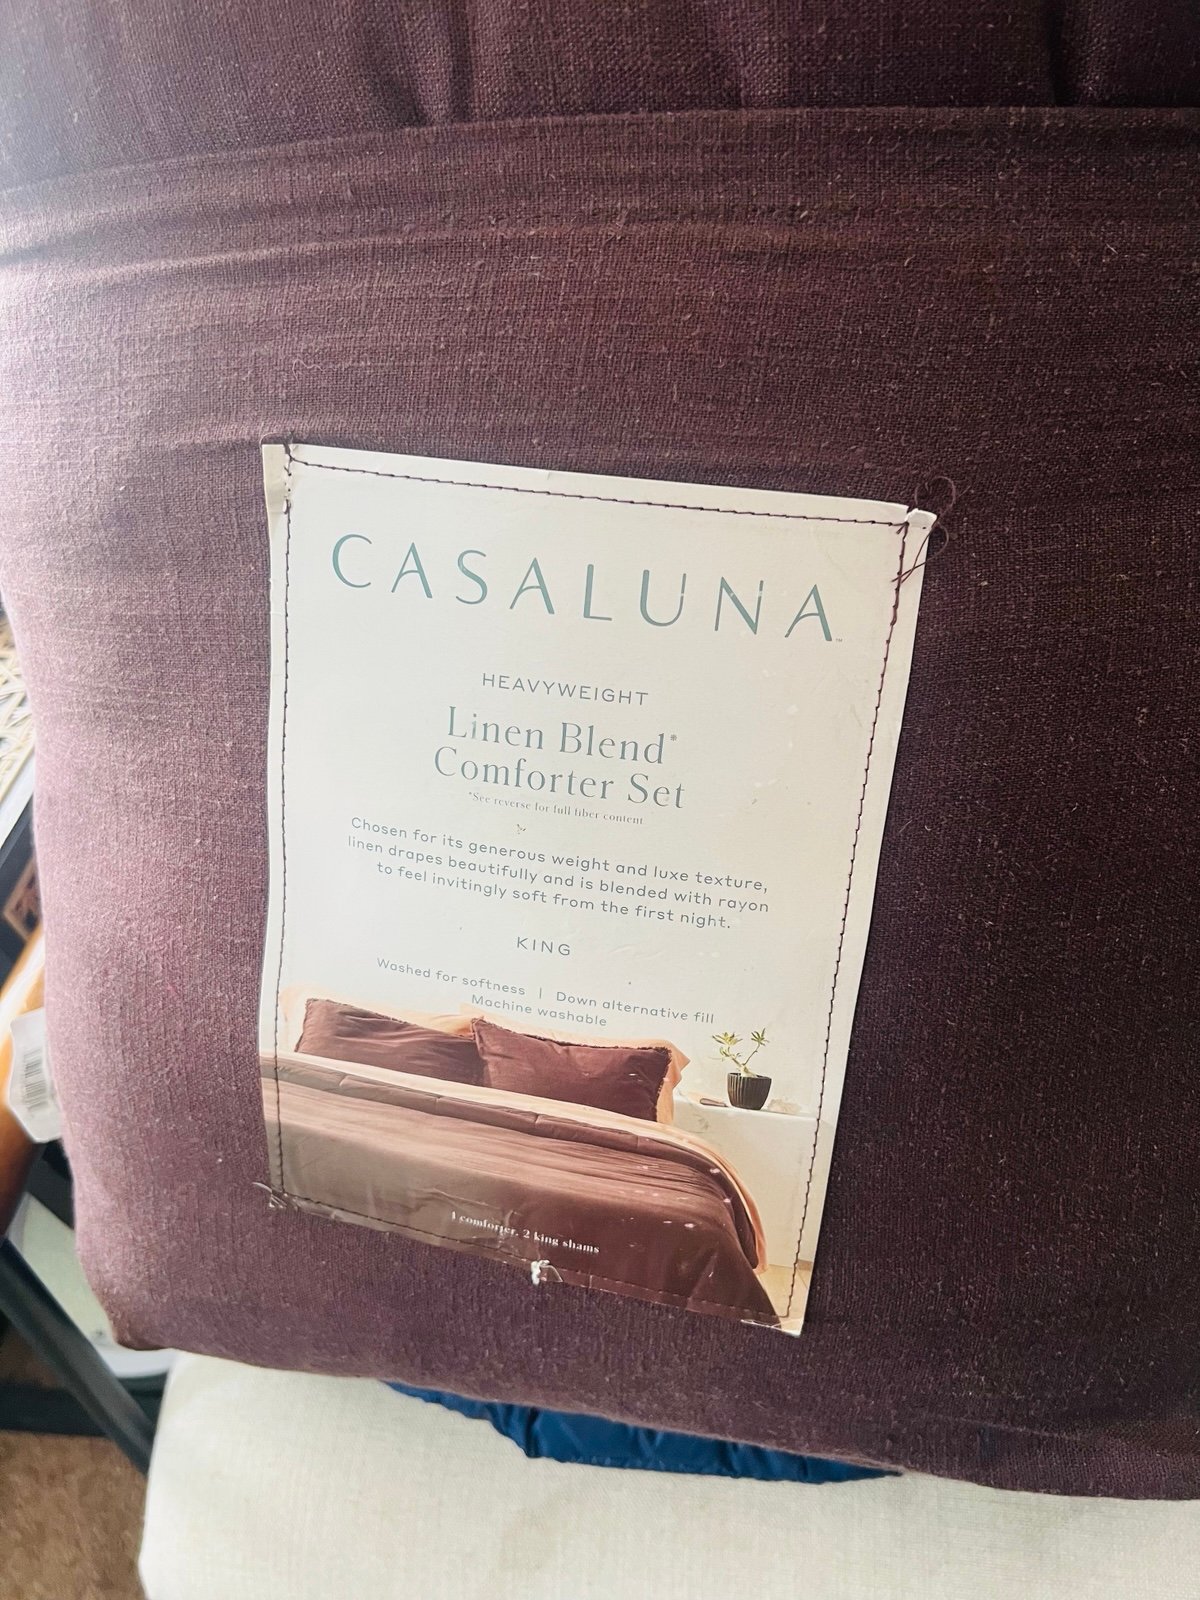 CASALUNA™
HEAVYWEIGHT
Linen Blend*
Comforter Set
*See reverse for full fiber content
Chosen for its generous weight and luxe texture,
linen drapes beautifully and is blended with rayon
to feel invitingly soft from the first night.
KING
Washed for softness | Down alternative fill
Machine washable
1 comforter, 2 king shams